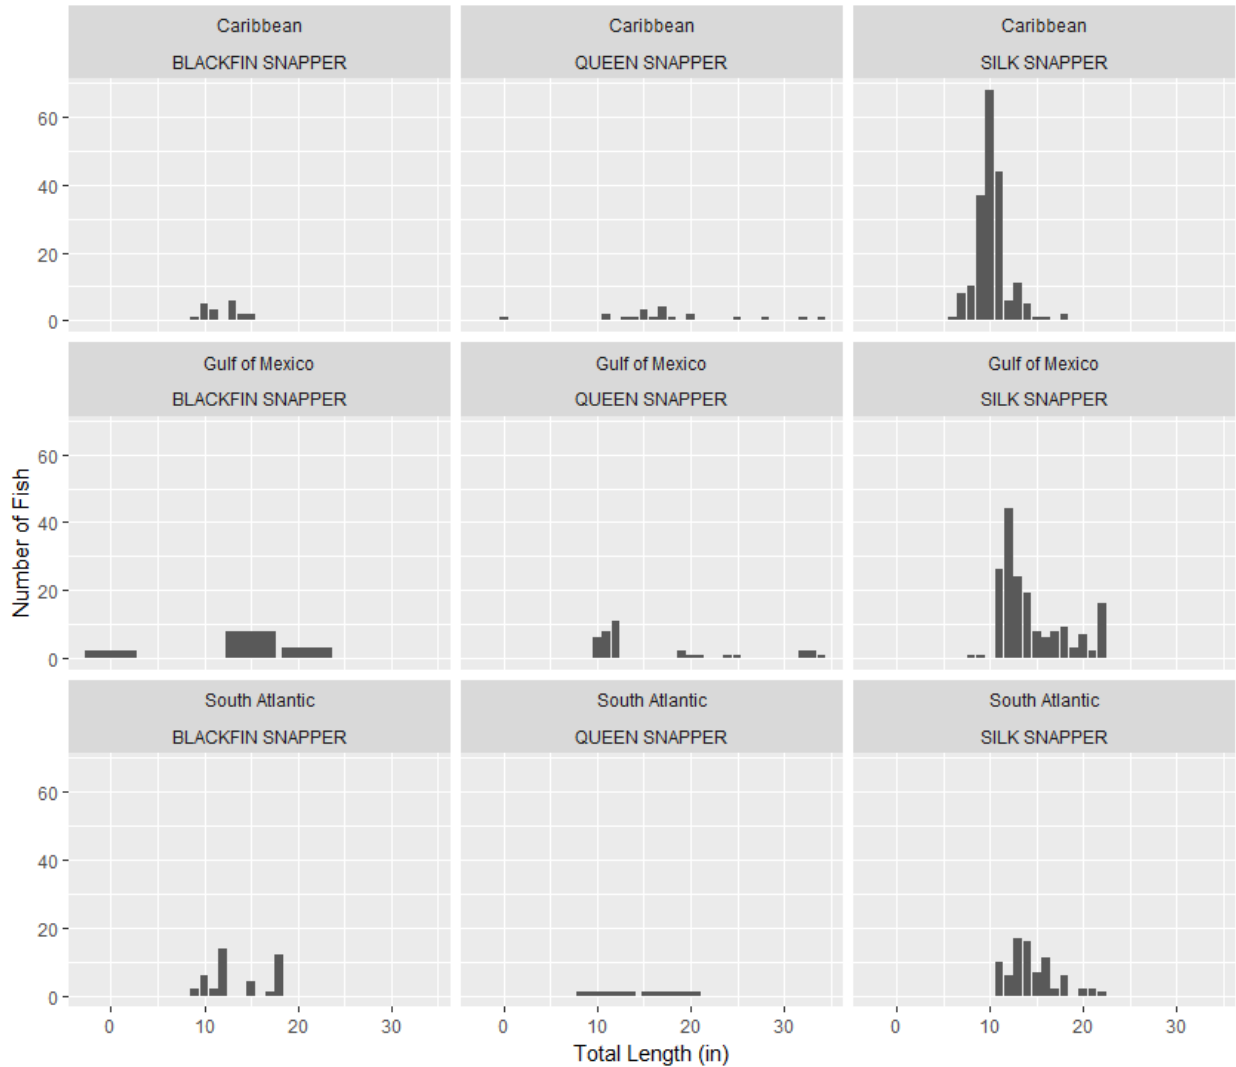 Caribbean
BLACKFIN SNAPPER
Caribbean
QUEEN SNAPPER
Caribbean
SILK SNAPPER
60
40
20
0
Gulf of Mexico
BLACKFIN SNAPPER
Gulf of Mexico
QUEEN SNAPPER
Gulf of Mexico
SILK SNAPPER
Number of Fish
60
40
20
0
South Atlantic
BLACKFIN SNAPPER
South Atlantic
QUEEN SNAPPER
South Atlantic
SILK SNAPPER
60
40
20
0
0 10 20 30
0 10 20 30
0 10 20 30
Total Length (in)